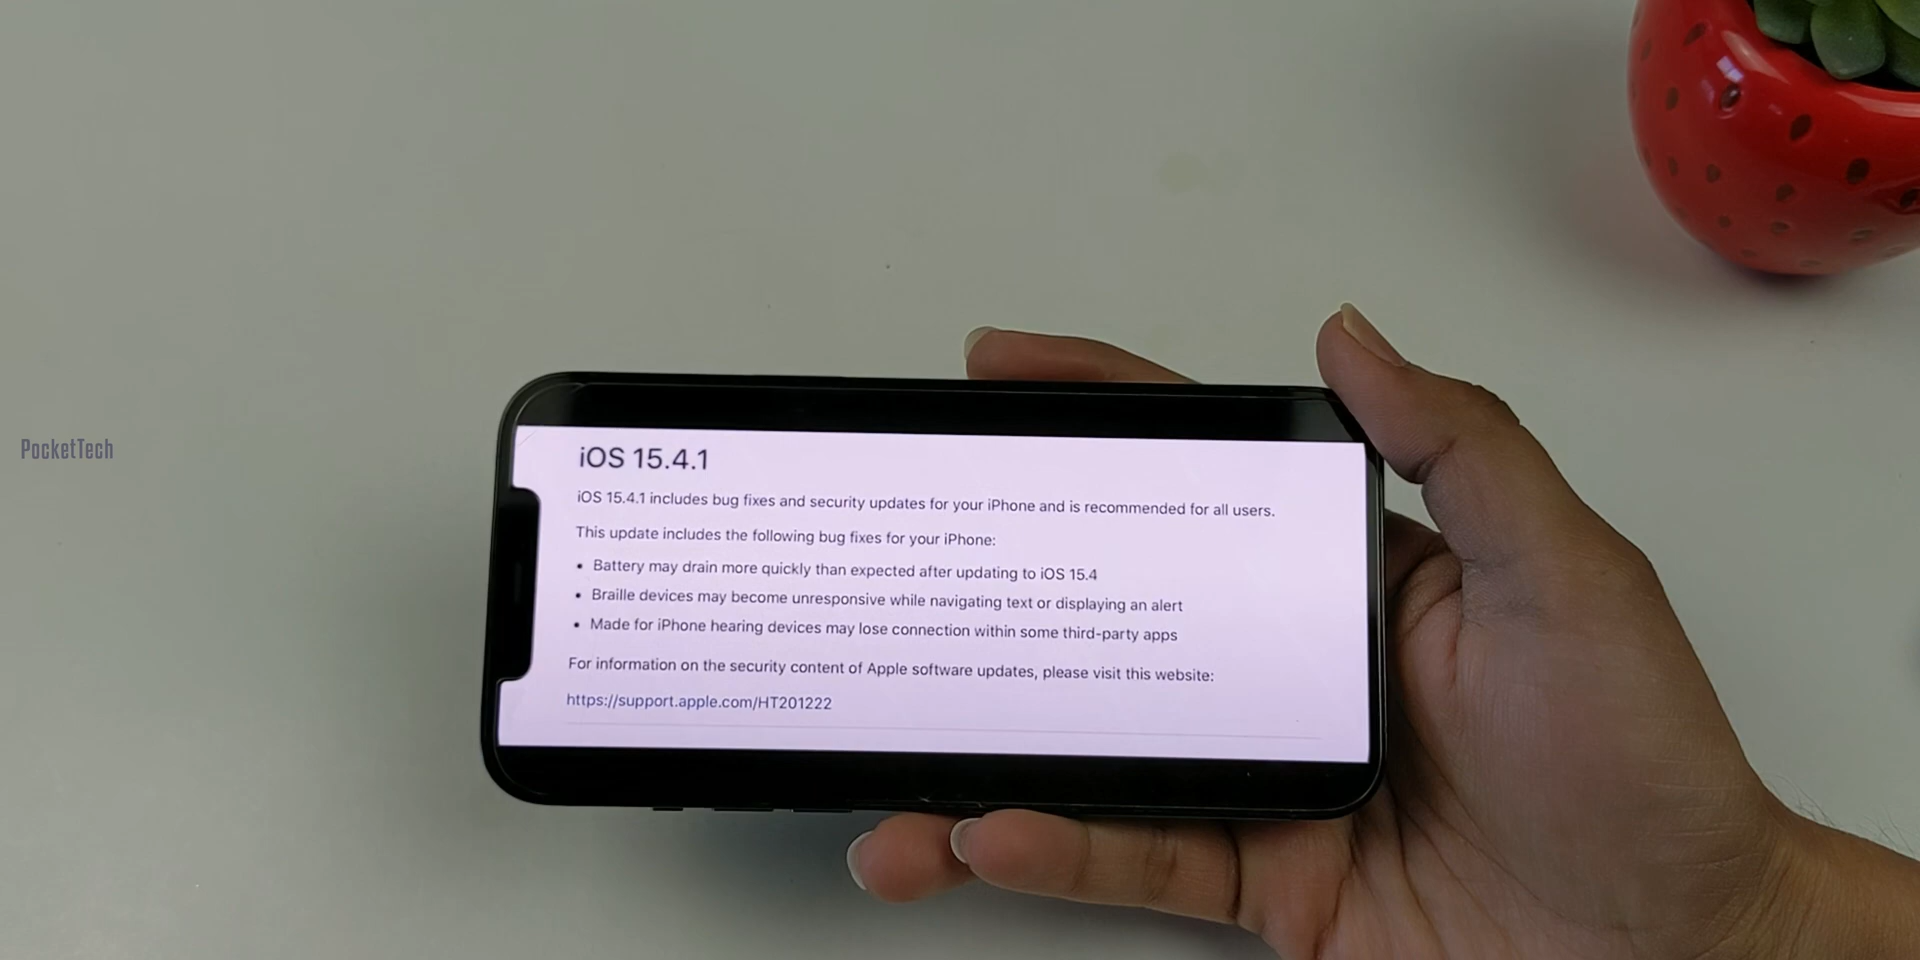 PocketTech
iOS 15.4.1
iOS 15.4.1 includes bug fixes and security updates for your iPhone and is recommended for all users.
This update includes the following bug fixes for your iPhone:
• Battery may drain more quickly than expected after updating to iOS 15.4
• Braille devices may become unresponsive while navigating text or displaying an alert
• Made for iPhone hearing devices may lose connection within some third-party apps
For information on the security content of Apple software updates, please visit this website:
https://support.apple.com/HT201222